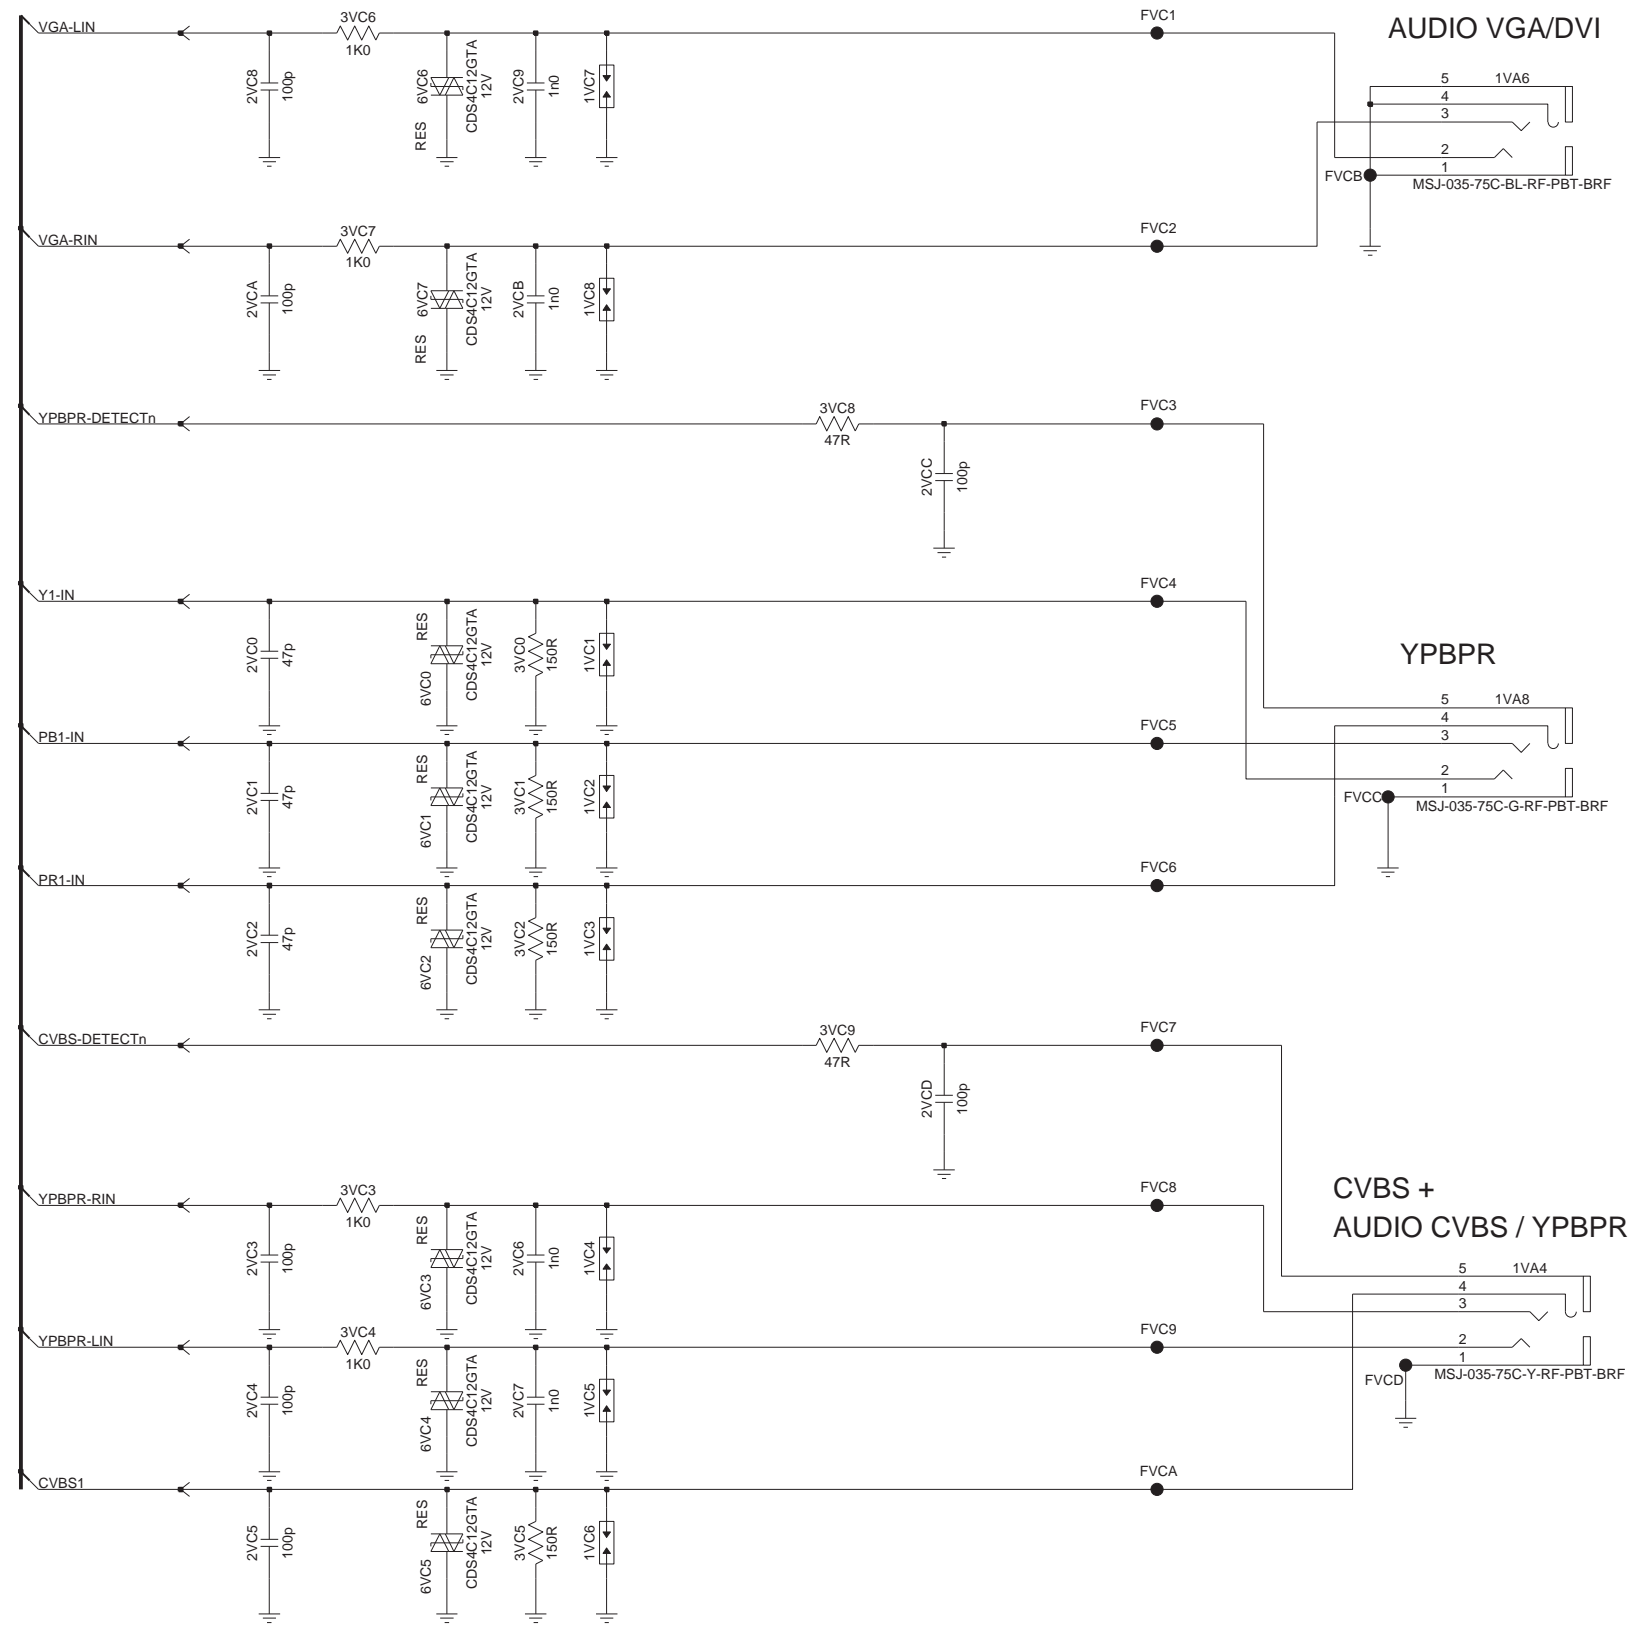 VGA-LIN
3VC6
1K0
2VC8
100p
6VC6
RES
CDS4C12GTA
12V
2VC9
1n0
1VC7
FVC1
AUDIO VGA/DVI
5
1VA6
4
3
2
1
FVCB
MSJ-035-75C-BL-RF-PBT-BRF
VGA-RIN
3VC7
1K0
2VCA
100p
6VC7
RES
CDS4C12GTA
12V
2VCB
1n0
1VC8
FVC2
YPBPR-DETECTn
3VC8
47R
2VCC
100p
FVC3
Y1-IN
2VC0
47p
RES
6VC0
CDS4C12GTA
12V
3VC0
150R
1VC1
FVC4
YPBPR
5
1VA8
4
3
2
1
FVCC
MSJ-035-75C-G-RF-PBT-BRF
PB1-IN
2VC1
47p
RES
6VC1
CDS4C12GTA
12V
3VC1
150R
1VC2
FVC5
PR1-IN
2VC2
47p
RES
6VC2
CDS4C12GTA
12V
3VC2
150R
1VC3
FVC6
CVBS-DETECTn
3VC9
47R
2VCD
100p
FVC7
YPBPR-RIN
3VC3
1K0
2VC3
100p
RES
6VC3
CDS4C12GTA
12V
2VC6
1n0
1VC4
FVC8
CVBS +
AUDIO CVBS / YPBPR
5
1VA4
4
3
2
1
FVCD
MSJ-035-75C-Y-RF-PBT-BRF
YPBPR-LIN
3VC4
1K0
2VC4
100p
RES
6VC4
CDS4C12GTA
12V
2VC7
1n0
1VC5
FVC9
CVBS1
2VC5
100p
RES
6VC5
CDS4C12GTA
12V
3VC5
150R
1VC6
FVCA